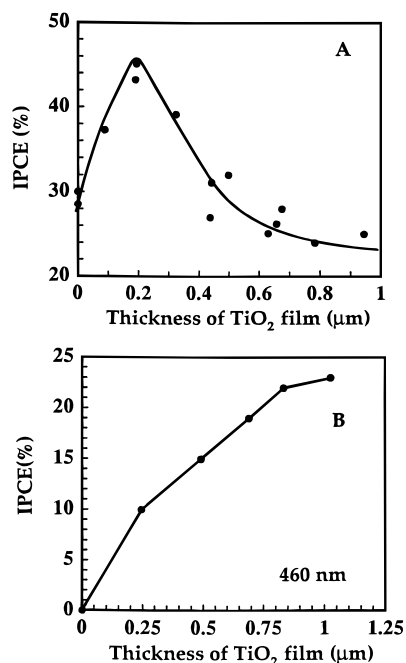 50
A
40
IPCE (%)
30
20
0 0.2 0.4 0.6 0.8 1
Thickness of TiO₂ film (μm)
25
20
B
15
IPCE(%)
10
5
460 nm
0
0 0.25 0.5 0.75 1 1.25
Thickness of TiO₂ film (μm)